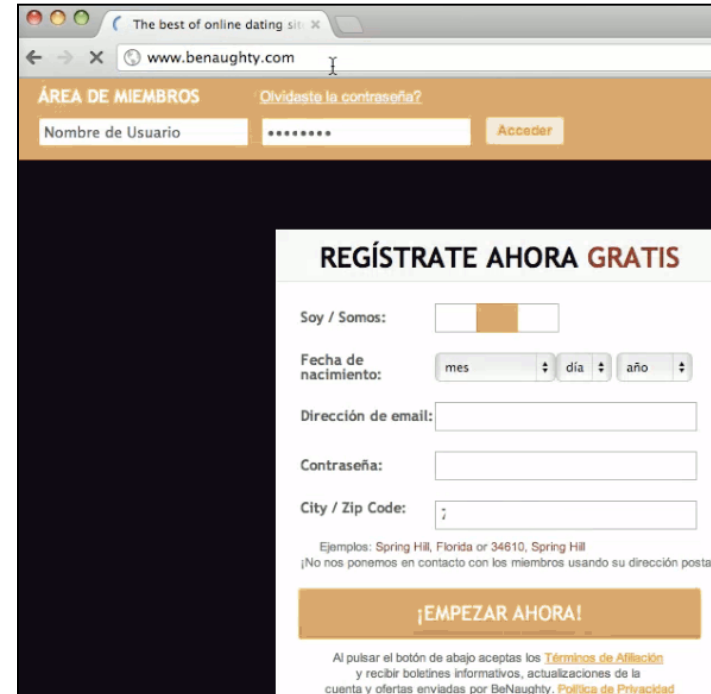 The best of online dating sit
www.benaughty.com
ÁREA DE MIEMBROS Olvidaste la contraseña?
Nombre de Usuario •••••••• Acceder
REGÍSTRATE AHORA GRATIS
Soy / Somos:
Fecha de
nacimiento:
mes día año
Dirección de email:
Contraseña:
City / Zip Code:
Ejemplos: Spring Hill, Florida or 34610, Spring Hill
¡No nos ponemos en contacto con los miembros usando su dirección posta
¡EMPEZAR AHORA!
Al pulsar el botón de abajo aceptas los Términos de Afiliación
y recibir boletines informativos, actualizaciones de la
cuenta y ofertas enviadas por BeNaughty. Política de Privacidad